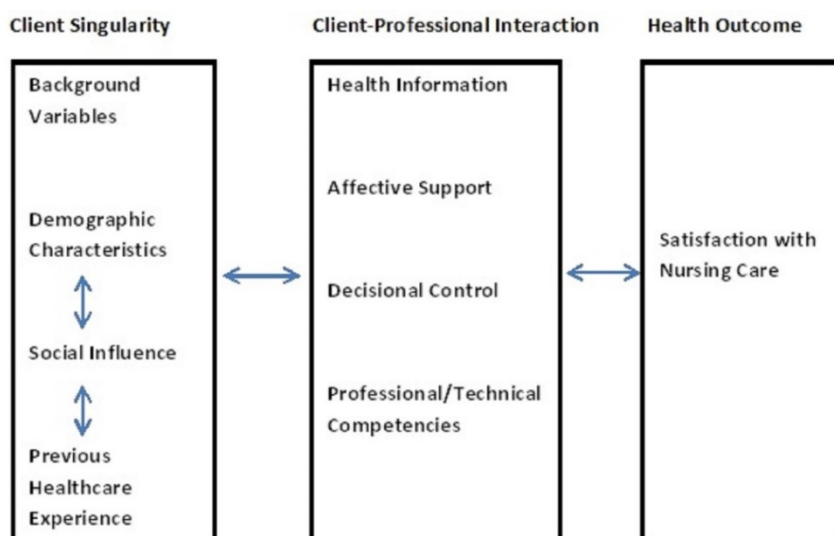 Client Singularity
Background
Variables
Demographic
Characteristics
Social Influence
Previous
Healthcare
Experience
Client-Professional Interaction
Health Information
Affective Support
Decisional Control
Professional/Technical
Competencies
Health Outcome
Satisfaction with
Nursing Care